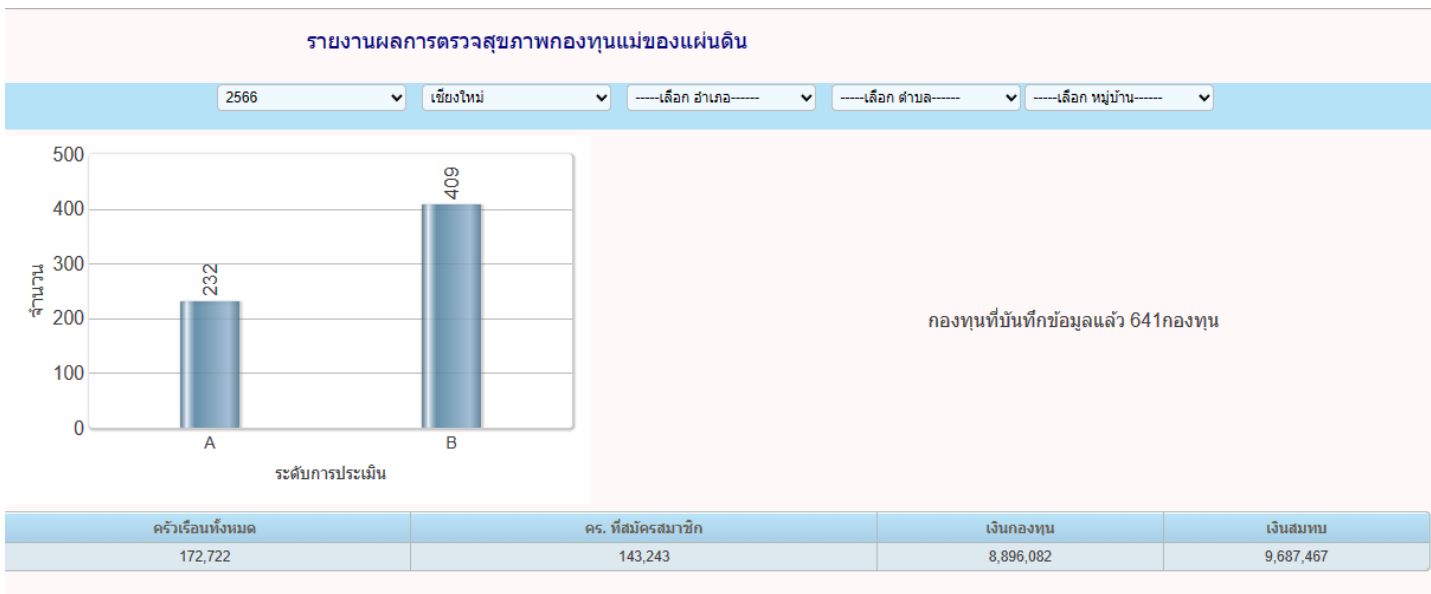 รายงานผลการตรวจสุขภาพกองทุนแม่ของแผ่นดิน
2566 เชียงใหม่ -----เลือก อำเภอ------ -----เลือก ตำบล------ -----เลือก หมู่บ้าน------
500
400
300
200
100
0
จำนวน
232
409
A B
ระดับการประเมิน
กองทุนที่บันทึกข้อมูลแล้ว 641กองทุน
ครัวเรือนทั้งหมด คร. ที่สมัครสมาชิก เงินกองทุน เงินสมทบ
172,722 143,243 8,896,082 9,687,467